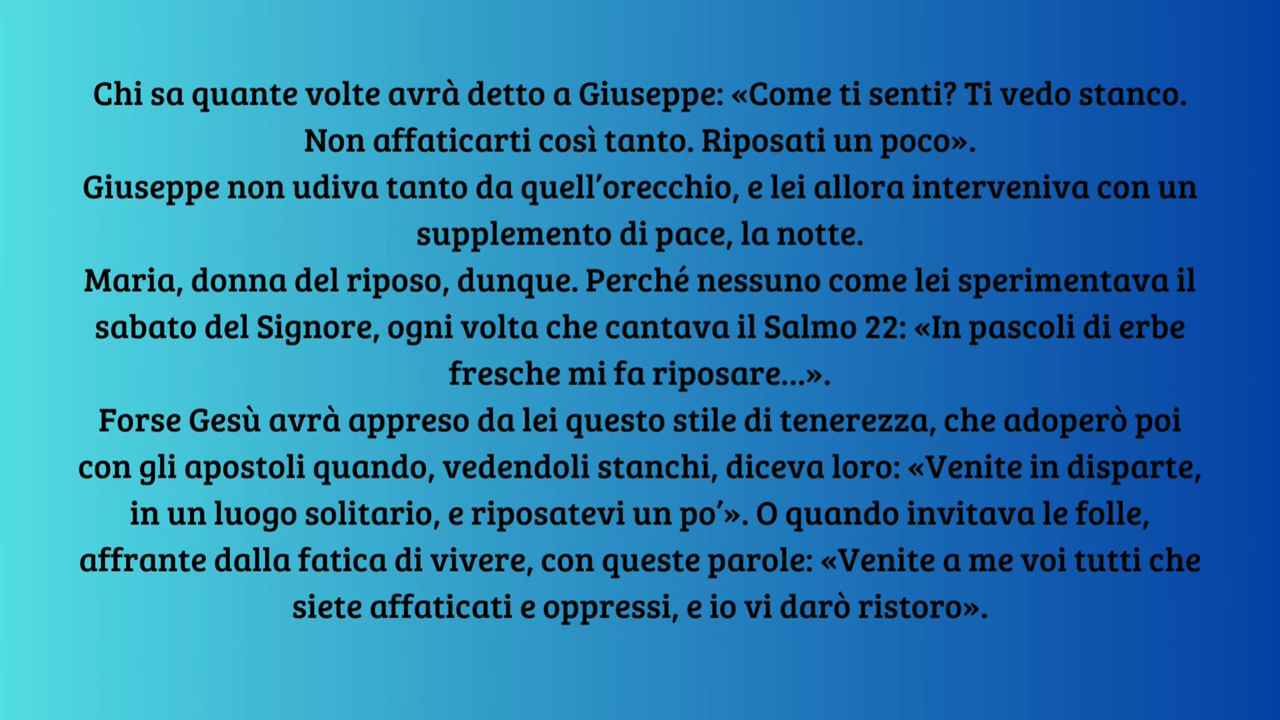 Chi sa quante volte avrà detto a Giuseppe: «Come ti senti? Ti vedo stanco.
Non affaticarti così tanto. Riposati un poco».
Giuseppe non udiva tanto da quell’orecchio, e lei allora interveniva con un
supplemento di pace, la notte.
Maria, donna del riposo, dunque. Perché nessuno come lei sperimentava il
sabato del Signore, ogni volta che cantava il Salmo 22: «In pascoli di erbe
fresche mi fa riposare...».
Forse Gesù avrà appreso da lei questo stile di tenerezza, che adoperò poi
con gli apostoli quando, vedendoli stanchi, diceva loro: «Venite in disparte,
in un luogo solitario, e riposatevi un po’». O quando invitava le folle,
affrante dalla fatica di vivere, con queste parole: «Venite a me voi tutti che
siete affaticati e oppressi, e io vi darò ristoro».